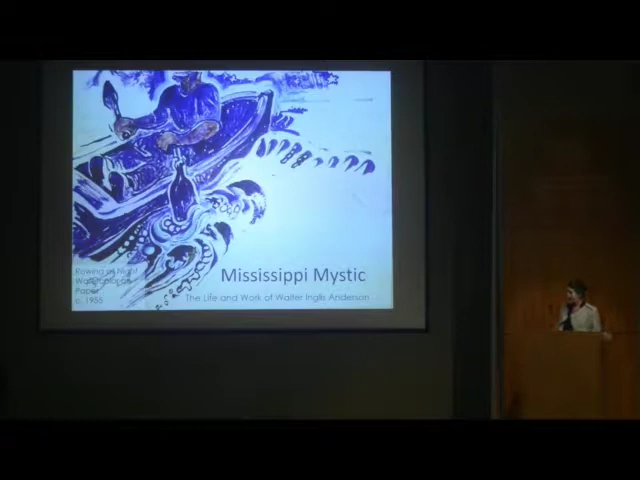 Rowing at Night
Watercolor on
Paper
c. 1955
Mississippi Mystic
The Life and Work of Walter Inglis Anderson